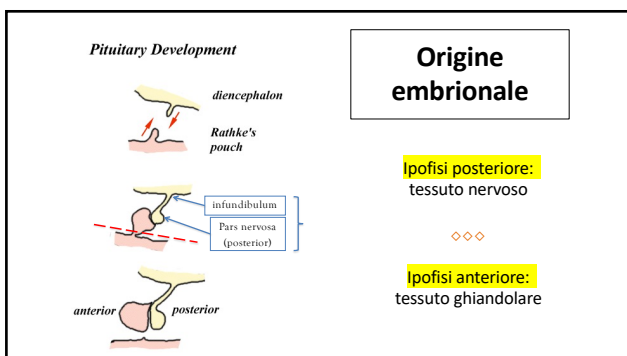 Pituitary Development
diencephalon
Rathke's
pouch
infundibulum
Pars nervosa
(posterior)
anterior
posterior
Origine
embrionale
Ipofisi posteriore:
tessuto nervoso
◇◇◇
Ipofisi anteriore:
tessuto ghiandolare